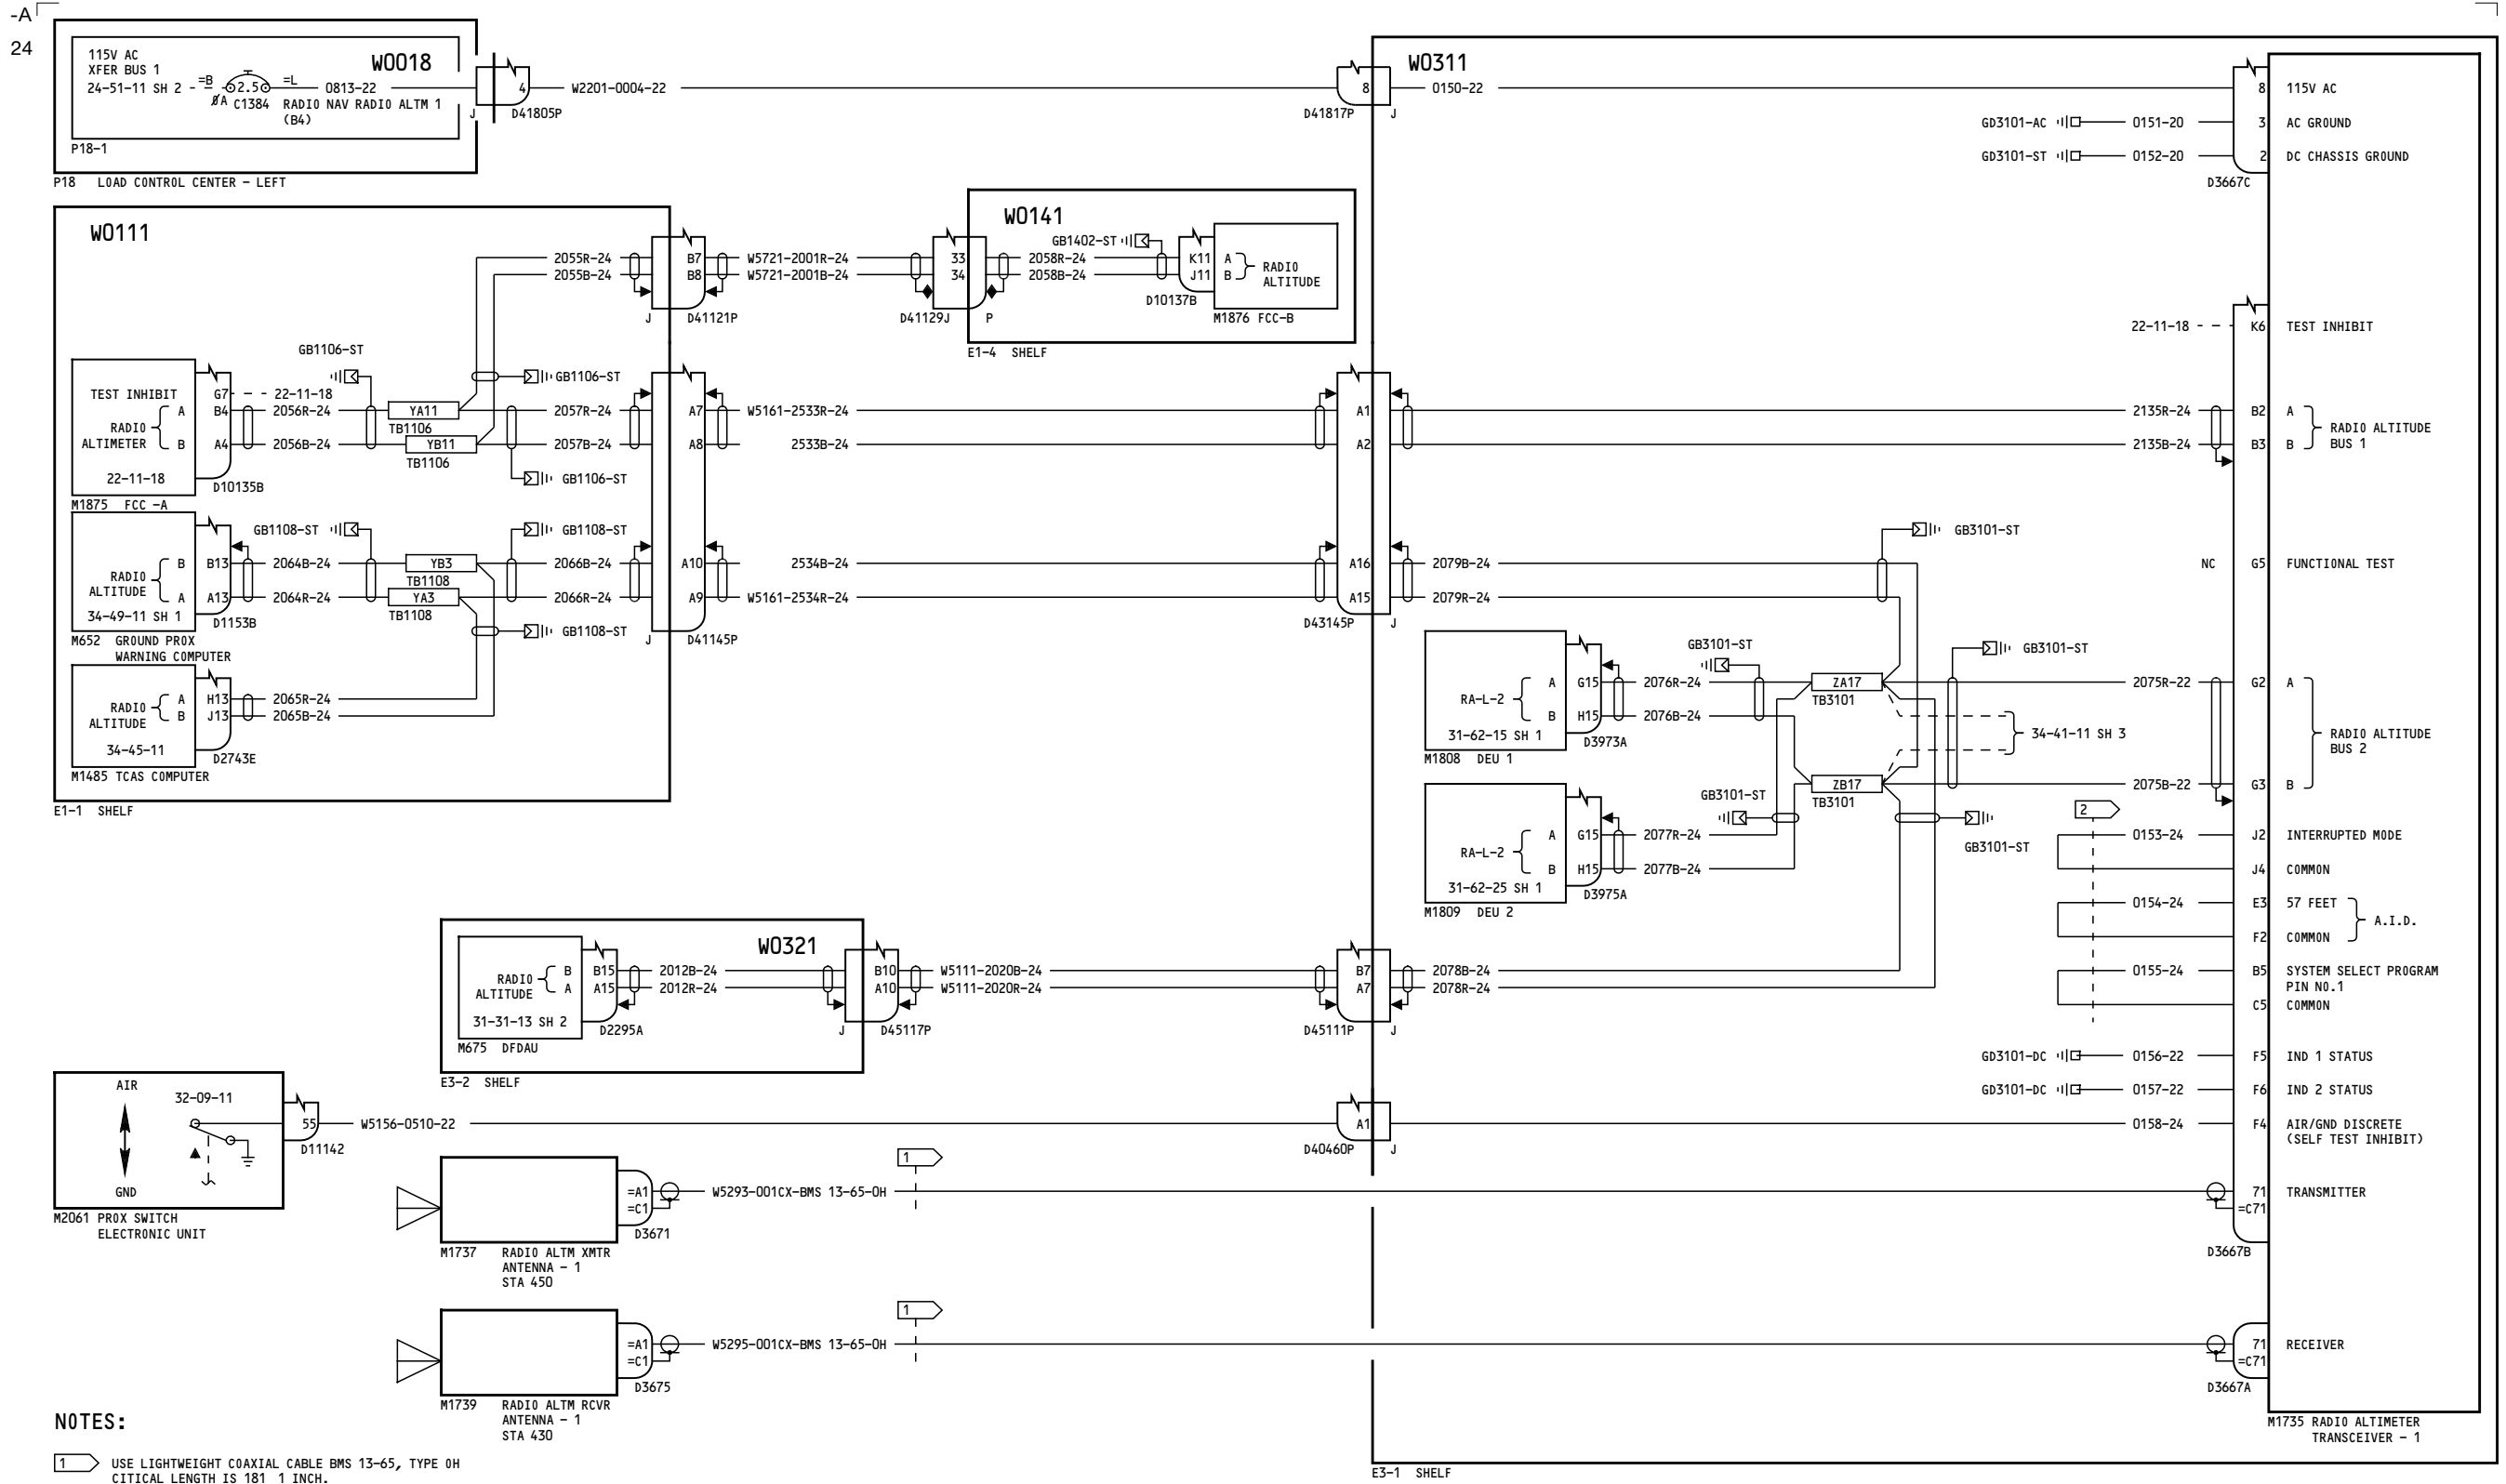 -A
24
115V AC
XFER BUS 1
24-51-11 SH 2
=B
2.5
=L
0813-22
ØA C1384 RADIO NAV RADIO ALTM 1
(B4)
W0018
P18-1
P18 LOAD CONTROL CENTER - LEFT
J
4
D41805P
W2201-0004-22
8
D41817P
J
W0311
0150-22
8 115V AC
GD3101-AC 0151-20 3 AC GROUND
GD3101-ST 0152-20 2 DC CHASSIS GROUND
D3667C
W0111
2055R-24 B7 W5721-2001R-24 33 2058R-24 K11 A
2055B-24 B8 W5721-2001B-24 34 2058B-24 J11 B
RADIO
ALTITUDE
W0141
GB1402-ST
D10137B
M1876 FCC-B
J
D41121P
D41129J
P
E1-4 SHELF
22-11-18 K6 TEST INHIBIT
GB1106-ST
GB1106-ST
TEST INHIBIT G7 22-11-18
A B4 2056R-24 YA11 2057R-24 A7 W5161-2533R-24 A1 2135R-24 B2 A
TB1106
RADIO
ALTIMETER
B A4 2056B-24 YB11 2057B-24 A8 2533B-24 A2 2135B-24 B3 B
RADIO ALTITUDE
BUS 1
TB1106
22-11-18
D10135B
GB1106-ST
M1875 FCC -A
GB1108-ST
GB1108-ST
GB3101-ST
B B13 2064B-24 YB3 2066B-24 A10 2534B-24 A16 2079B-24
NC G5 FUNCTIONAL TEST
TB1108
RADIO
ALTITUDE
A A13 2064R-24 YA3 2066R-24 A9 W5161-2534R-24 A15 2079R-24
TB1108
34-49-11 SH 1
D1153B
GB1108-ST
M652 GROUND PROX
WARNING COMPUTER
J
D41145P
D43145P
J
A H13 2065R-24
RADIO
ALTITUDE
B J13 2065B-24
34-45-11
D2743E
M1485 TCAS COMPUTER
E1-1 SHELF
GB3101-ST
GB3101-ST
A G15 2076R-24 ZA17 2075R-22 G2 A
TB3101
RA-L-2
B H15 2076B-24
31-62-15 SH 1
D3973A
M1808 DEU 1
34-41-11 SH 3
RADIO ALTITUDE
BUS 2
ZB17 2075B-22 G3 B
TB3101
GB3101-ST
GB3101-ST
A G15 2077R-24
RA-L-2
B H15 2077B-24
31-62-25 SH 1
D3975A
M1809 DEU 2
2
0153-24 J2 INTERRUPTED MODE
J4 COMMON
0154-24 E3 57 FEET
A.I.D.
F2 COMMON
0155-24 B5 SYSTEM SELECT PROGRAM
PIN NO.1
C5 COMMON
W0321
B B15 2012B-24 B10 W5111-2020B-24 B7 2078B-24
RADIO
ALTITUDE
A A15 2012R-24 A10 W5111-2020R-24 A7 2078R-24
31-31-13 SH 2
D2295A
J
D45117P
D45111P
J
M675 DFDAU
E3-2 SHELF
GD3101-DC 0156-22 F5 IND 1 STATUS
GD3101-DC 0157-22 F6 IND 2 STATUS
AIR
32-09-11
55 W5156-0510-22 A1 0158-24 F4 AIR/GND DISCRETE
(SELF TEST INHIBIT)
D11142
D40460P
J
GND
M2061 PROX SWITCH
ELECTRONIC UNIT
1
=A1 W5293-001CX-BMS 13-65-OH 71 TRANSMITTER
=C1 =C71
D3671
D3667B
M1737 RADIO ALTM XMTR
ANTENNA - 1
STA 450
1
=A1 W5295-001CX-BMS 13-65-OH 71 RECEIVER
=C1 =C71
D3675
D3667A
M1739 RADIO ALTM RCVR
ANTENNA - 1
STA 430
M1735 RADIO ALTIMETER
TRANSCEIVER - 1
E3-1 SHELF
NOTES:
1 USE LIGHTWEIGHT COAXIAL CABLE BMS 13-65, TYPE OH
CITICAL LENGTH IS 181 1 INCH.